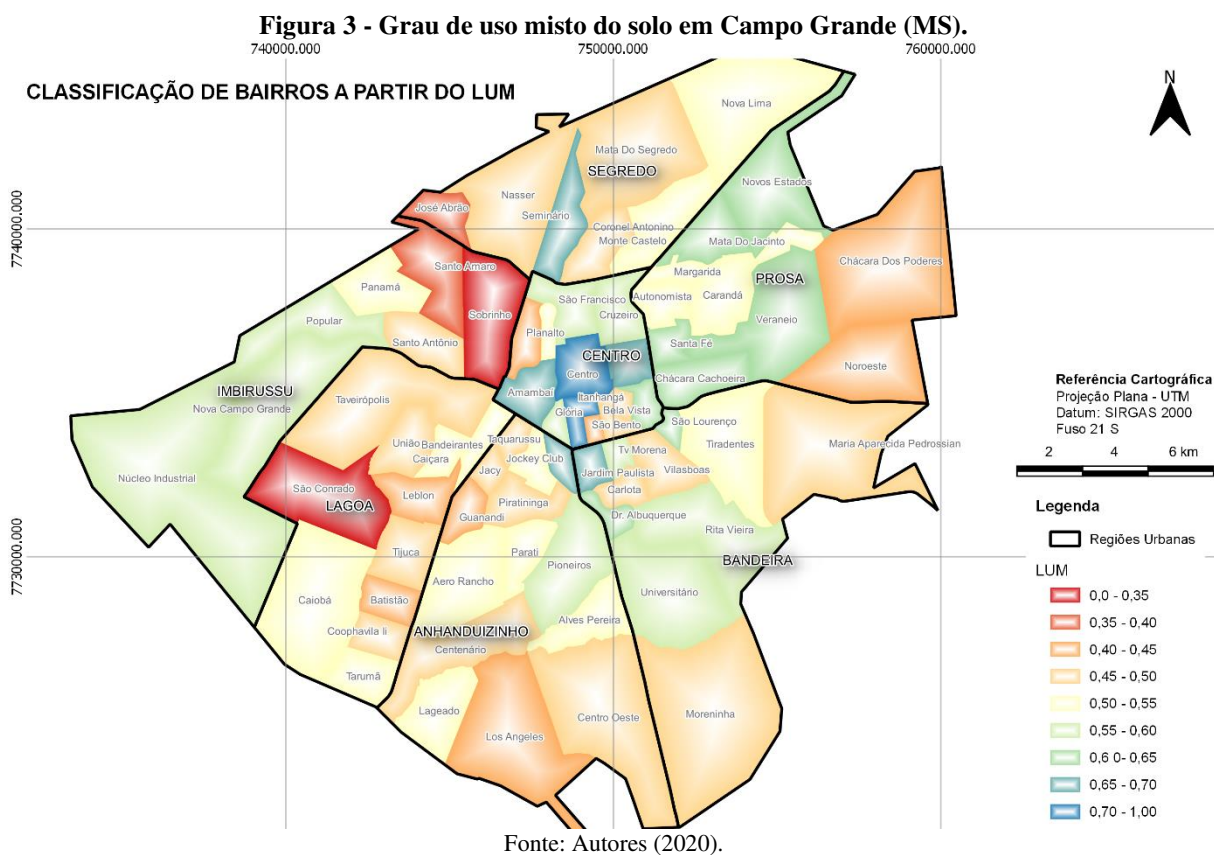 Figura 3 - Grau de uso misto do solo em Campo Grande (MS).
740000.000 750000.000 760000.000
CLASSIFICAÇÃO DE BAIRROS A PARTIR DO LUM
N
Nova Lima
Mata Do Segredo
SEGREDO
Nasser
Novos Estados
José Abrão
Seminário
Coronel Antonino
7740000.000
Monte Castelo
Mata Do Jacinto
Chácara Dos Poderes
Santo Amaro
Margarida
PROSA
Panamá
Autonomista
Carandá
São Francisco
Cruzeiro
Sobrinho
Popular
Veraneio
Planalto
Santo Antônio
Santa Fé
CENTRO
Noroeste
Centro
Chácara Cachoeira
IMBIRUSSU
Amambaí
Itanhangá
Nova Campo Grande
Taveirópolis
Glória
Bela Vista
São Bento
São Lourenço
União
Bandeirantes
Taquarussu
Tiradentes
Maria Aparecida Pedrossian
Tv Morena
Caiçara
Jockey Club
Jacy
Jardim Paulista
Vilasboas
Núcleo Industrial
São Conrado
Leblon
Carlota
LAGOA
Piratininga
Guanandi
Dr. Albuquerque
Rita Vieira
7730000.000
Tijuca
Parati
Pioneiros
BANDEIRA
Aero Rancho
Caiobá
Batistão
Universitário
Alves Pereira
Coophavila Ii
ANHANDUIZINHO
Centenário
Tarumã
Lageado
Centro Oeste
Moreninha
Los Angeles
Referência Cartográfica
Projeção Plana - UTM
Datum: SIRGAS 2000
Fuso 21 S
2 4 6 km
Legenda
Regiões Urbanas
LUM
0,0 - 0,35
0,35 - 0,40
0,40 - 0,45
0,45 - 0,50
0,50 - 0,55
0,55 - 0,60
0,6 0-0,65
0,65 - 0,70
0,70 - 1,00
Fonte: Autores (2020).